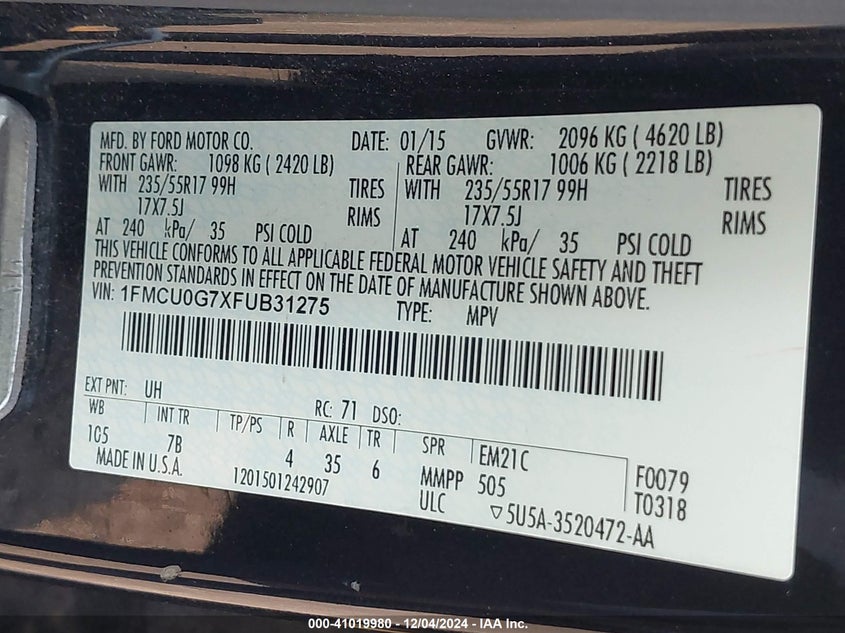 MFD. BY FORD MOTOR CO. DATE: 01/15 GVWR: 2096 KG ( 4620 LB)
FRONT GAWR: 1098 KG ( 2420 LB) REAR GAWR: 1006 KG ( 2218 LB)
WITH 235/55R17 99H TIRES WITH 235/55R17 99H TIRES
17X7.5J RIMS 17X7.5J RIMS
AT 240 kPa/ 35 PSI COLD AT 240 kPa/ 35 PSI COLD
THIS VEHICLE CONFORMS TO ALL APPLICABLE FEDERAL MOTOR VEHICLE SAFETY AND THEFT
PREVENTION STANDARDS IN EFFECT ON THE DATE OF MANUFACTURE SHOWN ABOVE.
VIN: 1FMCU0G7XFUB31275 TYPE: MPV
EXT PNT: UH RC: 71 DSO:
WB INT TR TP/PS R AXLE TR SPR EM21C F0079
105 7B 4 35 6 MMPP 505 T0318
MADE IN U.S.A. 1201501242907 ULC ▽5U5A-3520472-AA
000-41019980 - 12/04/2024 - IAA Inc.